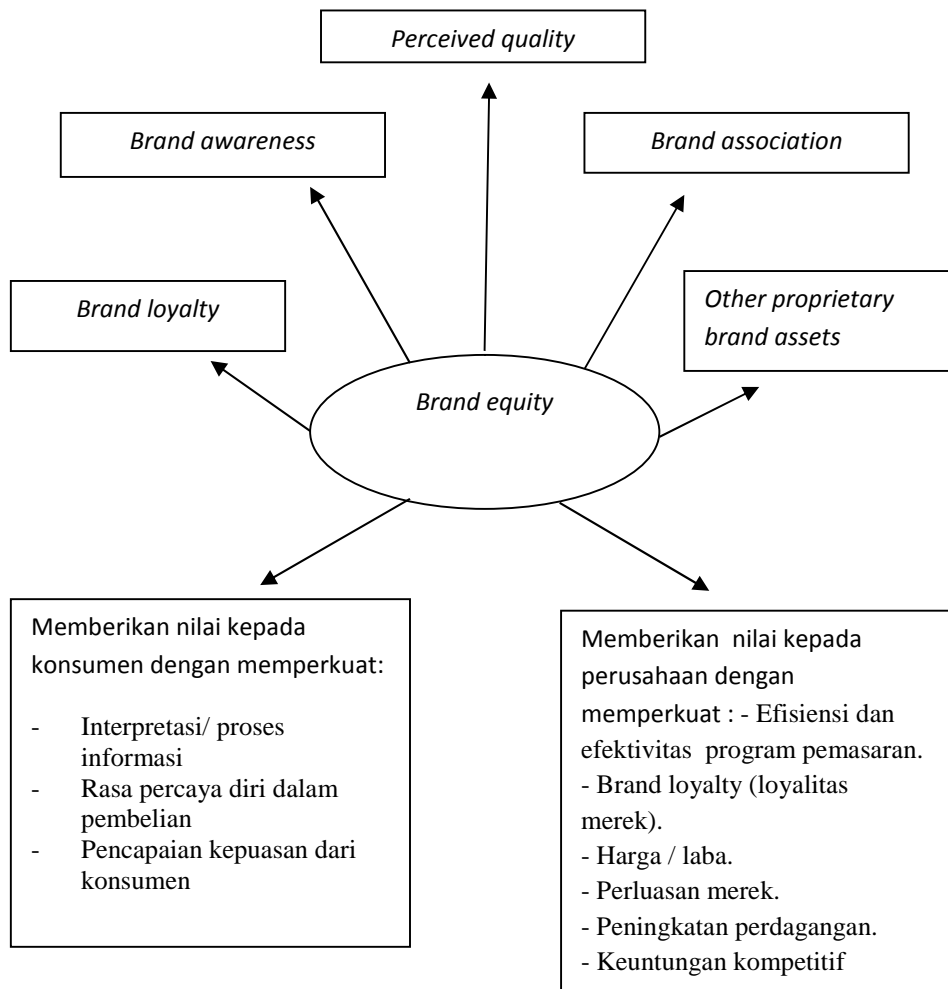 Perceived quality
Brand awareness
Brand association
Brand loyalty
Other proprietary
brand assets
Brand equity
Memberikan nilai kepada
konsumen dengan memperkuat:
- Interpretasi/ proses
informasi
- Rasa percaya diri dalam
pembelian
- Pencapaian kepuasan dari
konsumen
Memberikan nilai kepada
perusahaan dengan
memperkuat : - Efisiensi dan
efektivitas program pemasaran.
- Brand loyalty (loyalitas
merek).
- Harga / laba.
- Perluasan merek.
- Peningkatan perdagangan.
- Keuntungan kompetitif